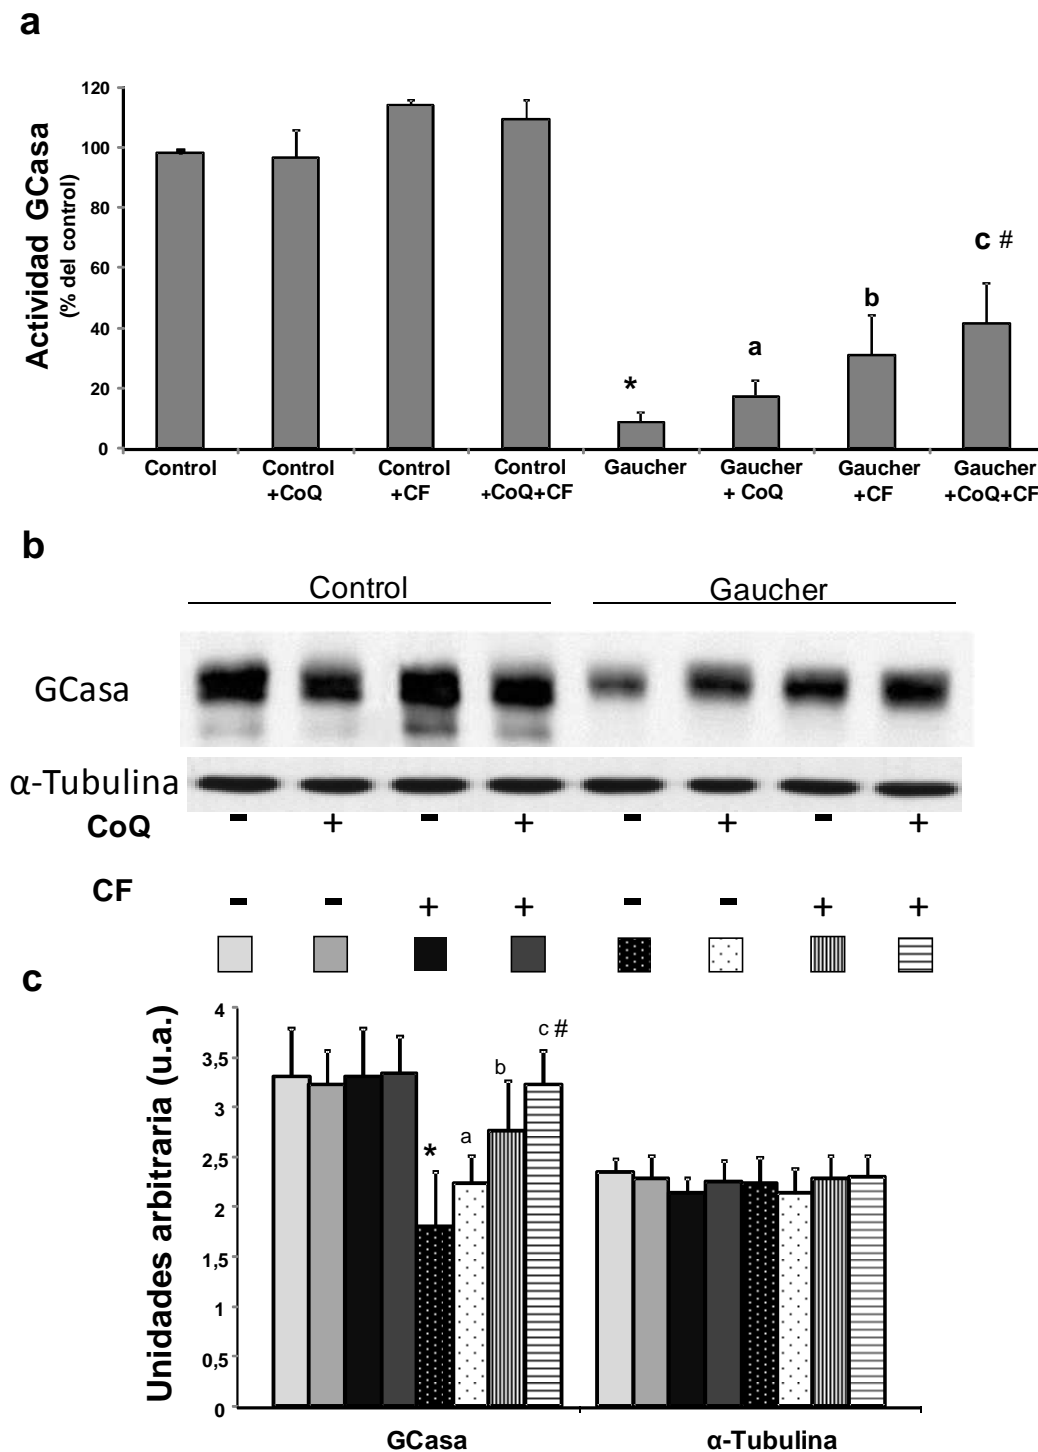 a
Actividad GCasa
(% del control)
120
100
80
60
40
20
0
*
a
b
c #
Control
Control
+CoQ
Control
+CF
Control
+CoQ+CF
Gaucher
Gaucher
+ CoQ
Gaucher
+CF
Gaucher
+CoQ+CF
b
Control Gaucher
GCasa
α-Tubulina
CoQ - + - + - + - +
CF - - + + - - + +
c
Unidades arbitraria (u.a.)
4
3,5
3
2,5
2
1,5
1
0,5
0
*
a
b
c #
GCasa α-Tubulina